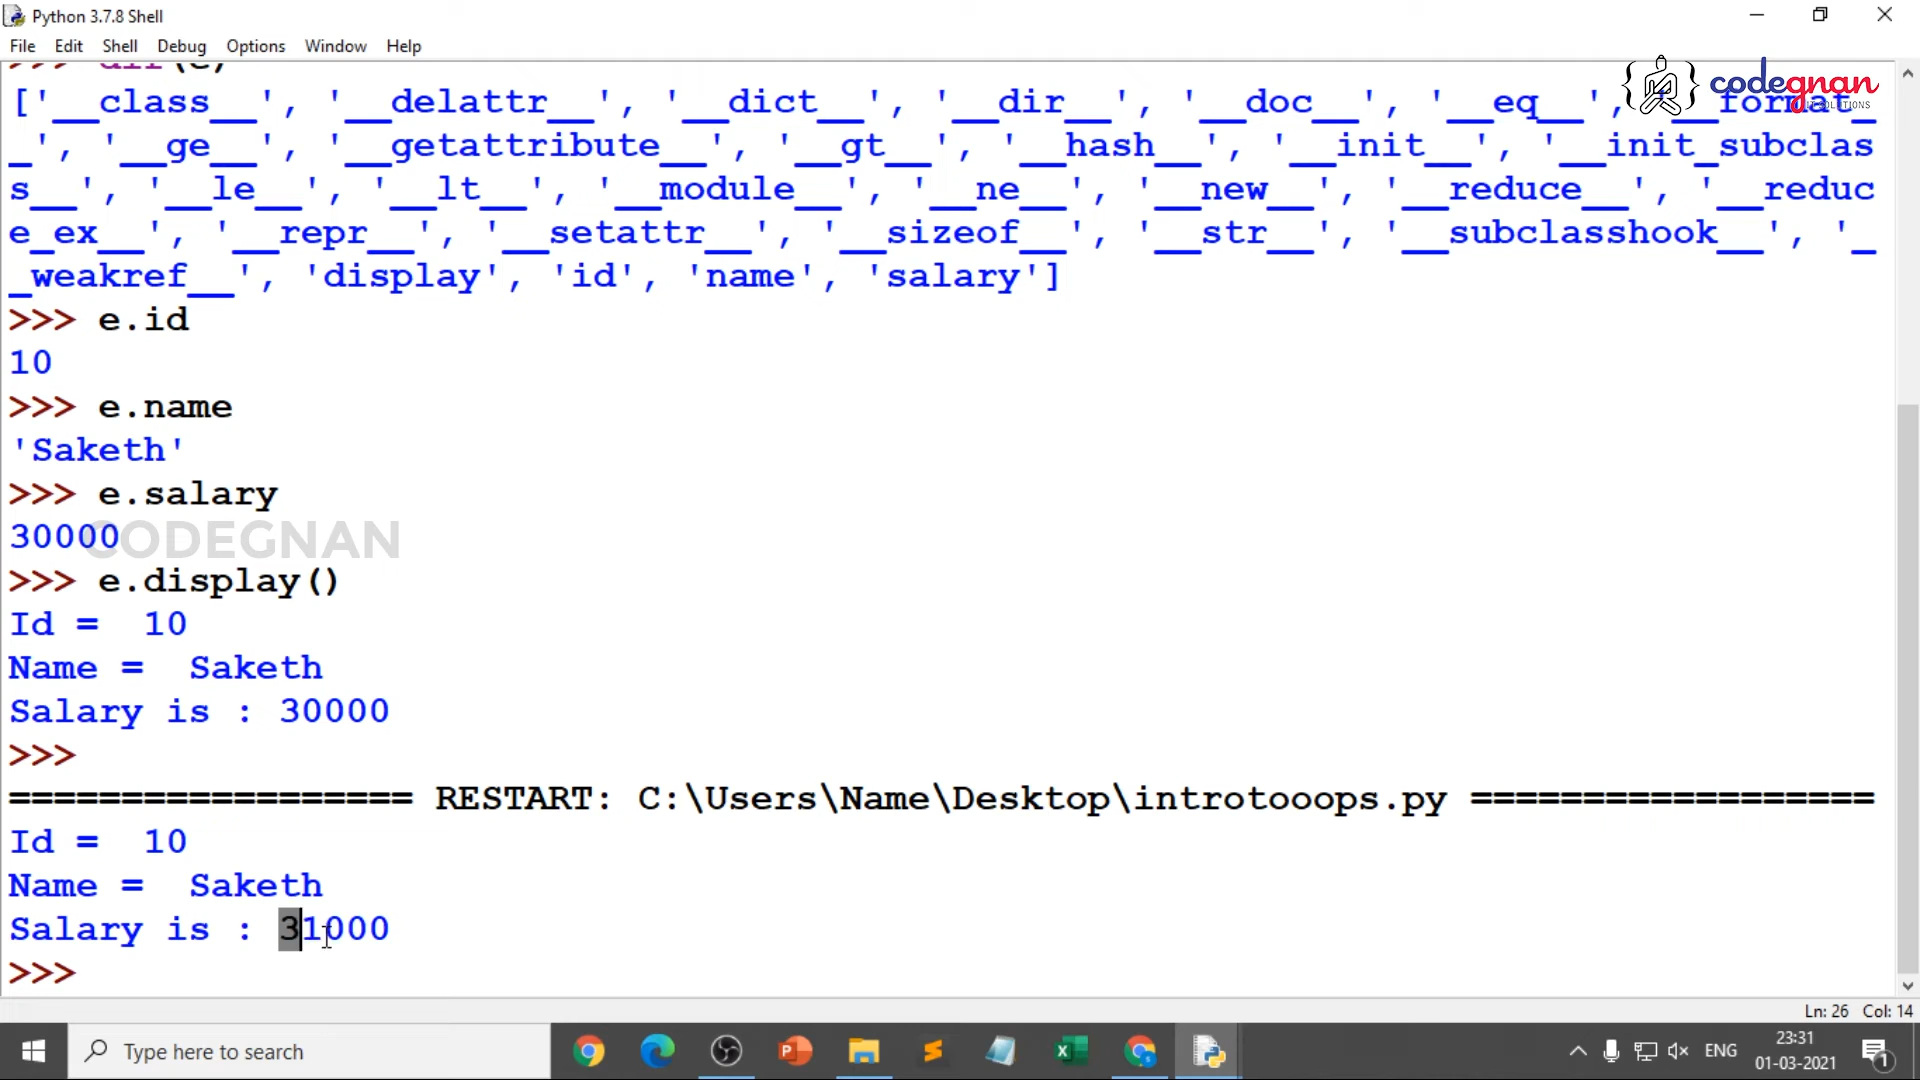 Python 3.7.8 Shell
File Edit Shell Debug Options Window Help
>>> dir(e)
['__class__', '__delattr__', '__dict__', '__dir__', '__doc__', '__eq__', '__format_
_', '__ge__', '__getattribute__', '__gt__', '__hash__', '__init__', '__init_subclas
s__', '__le__', '__lt__', '__module__', '__ne__', '__new__', '__reduce__', '__reduc
e_ex__', '__repr__', '__setattr__', '__sizeof__', '__str__', '__subclasshook__', '_
_weakref__', 'display', 'id', 'name', 'salary']
codegnan
IT SOLUTIONS
>>> e.id
10
>>> e.name
'Saketh'
>>> e.salary
30000
CODEGNAN
>>> e.display()
Id =  10
Name =  Saketh
Salary is : 30000
>>>
================== RESTART: C:\Users\Name\Desktop\introtooops.py ==================
Id =  10
Name =  Saketh
Salary is : 31000
>>>
Ln: 26 Col: 14
Type here to search
ENG
23:31
01-03-2021
1